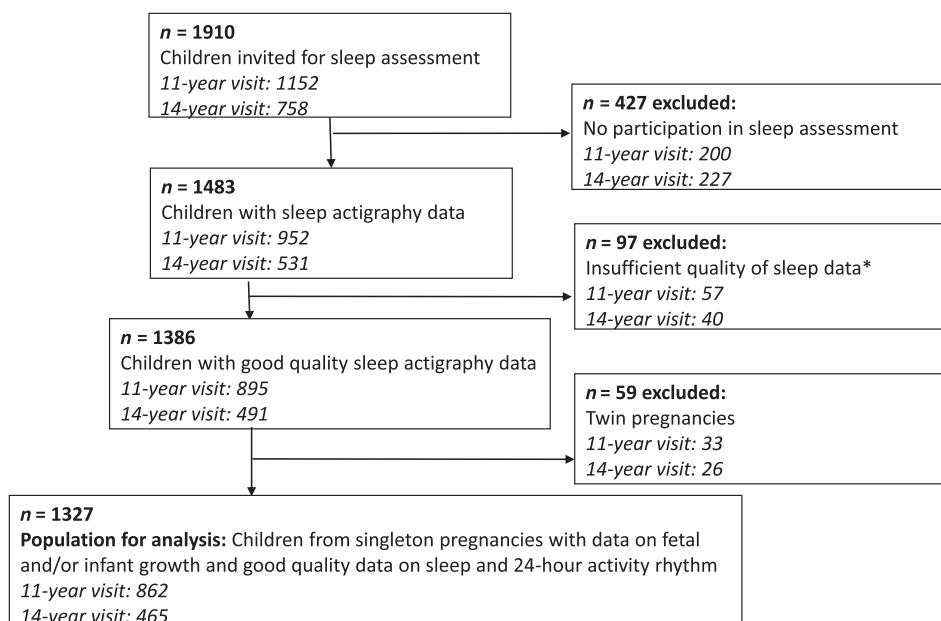 n = 1910
Children invited for sleep assessment
11-year visit: 1152
14-year visit: 758
n = 427 excluded:
No participation in sleep assessment
11-year visit: 200
14-year visit: 227
n = 1483
Children with sleep actigraphy data
11-year visit: 952
14-year visit: 531
n = 97 excluded:
Insufficient quality of sleep data*
11-year visit: 57
14-year visit: 40
n = 1386
Children with good quality sleep actigraphy data
11-year visit: 895
14-year visit: 491
n = 59 excluded:
Twin pregnancies
11-year visit: 33
14-year visit: 26
n = 1327
Population for analysis: Children from singleton pregnancies with data on fetal
and/or infant growth and good quality data on sleep and 24-hour activity rhythm
11-year visit: 862
14-year visit: 465